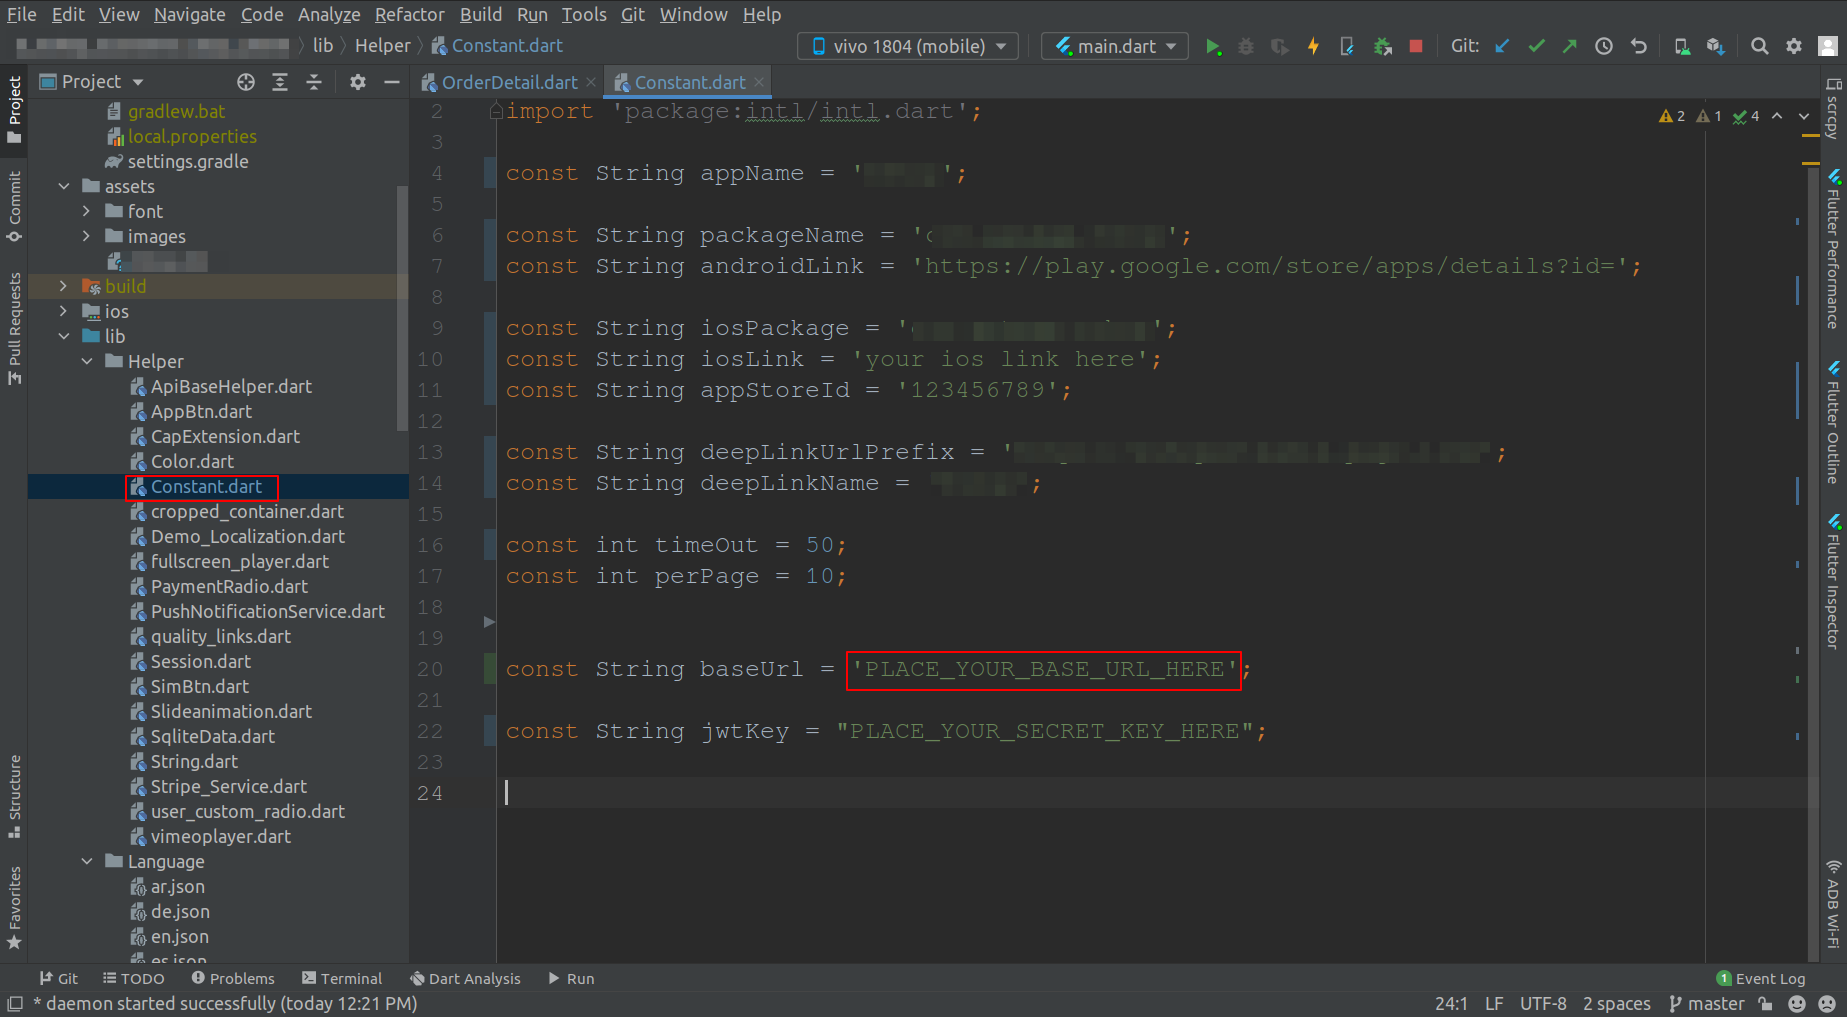 File Edit View Navigate Code Analyze Refactor Build Run Tools Git Window Help
lib Helper Constant.dart
vivo 1804 (mobile)
main.dart
Git:
Project
OrderDetail.dart
Constant.dart
gradlew.bat
local.properties
settings.gradle
assets
font
images
build
ios
lib
Helper
ApiBaseHelper.dart
AppBtn.dart
CapExtension.dart
Color.dart
Constant.dart
cropped_container.dart
Demo_Localization.dart
fullscreen_player.dart
PaymentRadio.dart
PushNotificationService.dart
quality_links.dart
Session.dart
SimBtn.dart
Slideanimation.dart
SqliteData.dart
String.dart
Stripe_Service.dart
user_custom_radio.dart
vimeoplayer.dart
Language
ar.json
de.json
en.json
es.json
2 import 'package:intl/intl.dart';
3
4 const String appName = '';
5
6 const String packageName = '';
7 const String androidLink = 'https://play.google.com/store/apps/details?id=';
8
9 const String iosPackage = '';
10 const String iosLink = 'your ios link here';
11 const String appStoreId = '123456789';
12
13 const String deepLinkUrlPrefix = ' ;
14 const String deepLinkName = ;
15
16 const int timeOut = 50;
17 const int perPage = 10;
18
19
20 const String baseUrl = 'PLACE_YOUR_BASE_URL_HERE';
21
22 const String jwtKey = "PLACE_YOUR_SECRET_KEY_HERE";
23
24
2 1 4
Project
Commit
Pull Requests
Structure
Favorites
scrcpy
Flutter Performance
Flutter Outline
Flutter Inspector
ADB Wi-Fi
Git TODO Problems Terminal Dart Analysis Run
1 Event Log
* daemon started successfully (today 12:21 PM)
24:1 LF UTF-8 2 spaces master